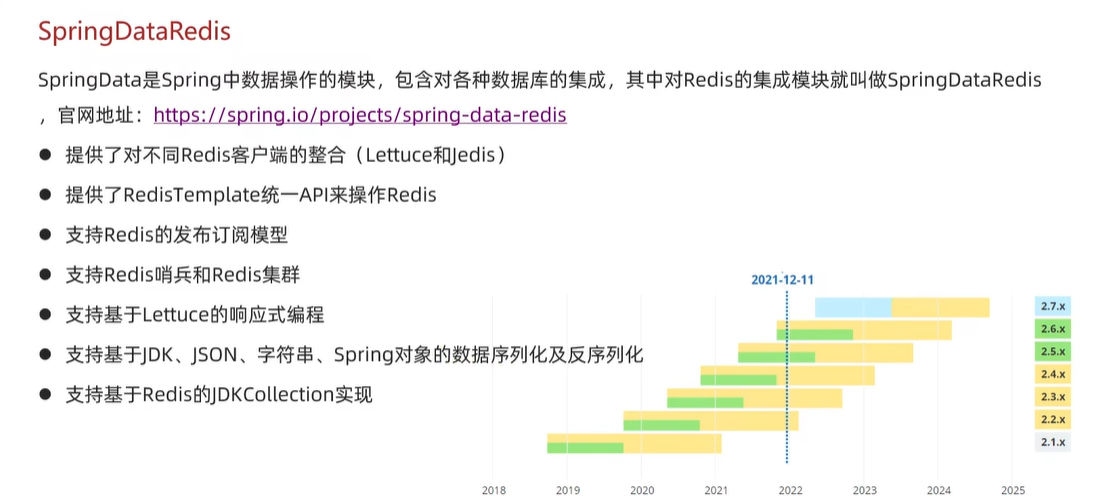 SpringDataRedis
SpringData是Spring中数据操作的模块，包含对各种数据库的集成，其中对Redis的集成模块就叫做SpringDataRedis
，官网地址：https://spring.io/projects/spring-data-redis
● 提供了对不同Redis客户端的整合（Lettuce和Jedis）
● 提供了RedisTemplate统一API来操作Redis
● 支持Redis的发布订阅模型
● 支持Redis哨兵和Redis集群
● 支持基于Lettuce的响应式编程
● 支持基于JDK、JSON、字符串、Spring对象的数据序列化及反序列化
● 支持基于Redis的JDKCollection实现
2021-12-11
2.7.x
2.6.x
2.5.x
2.4.x
2.3.x
2.2.x
2.1.x
2018 2019 2020 2021 2022 2023 2024 2025